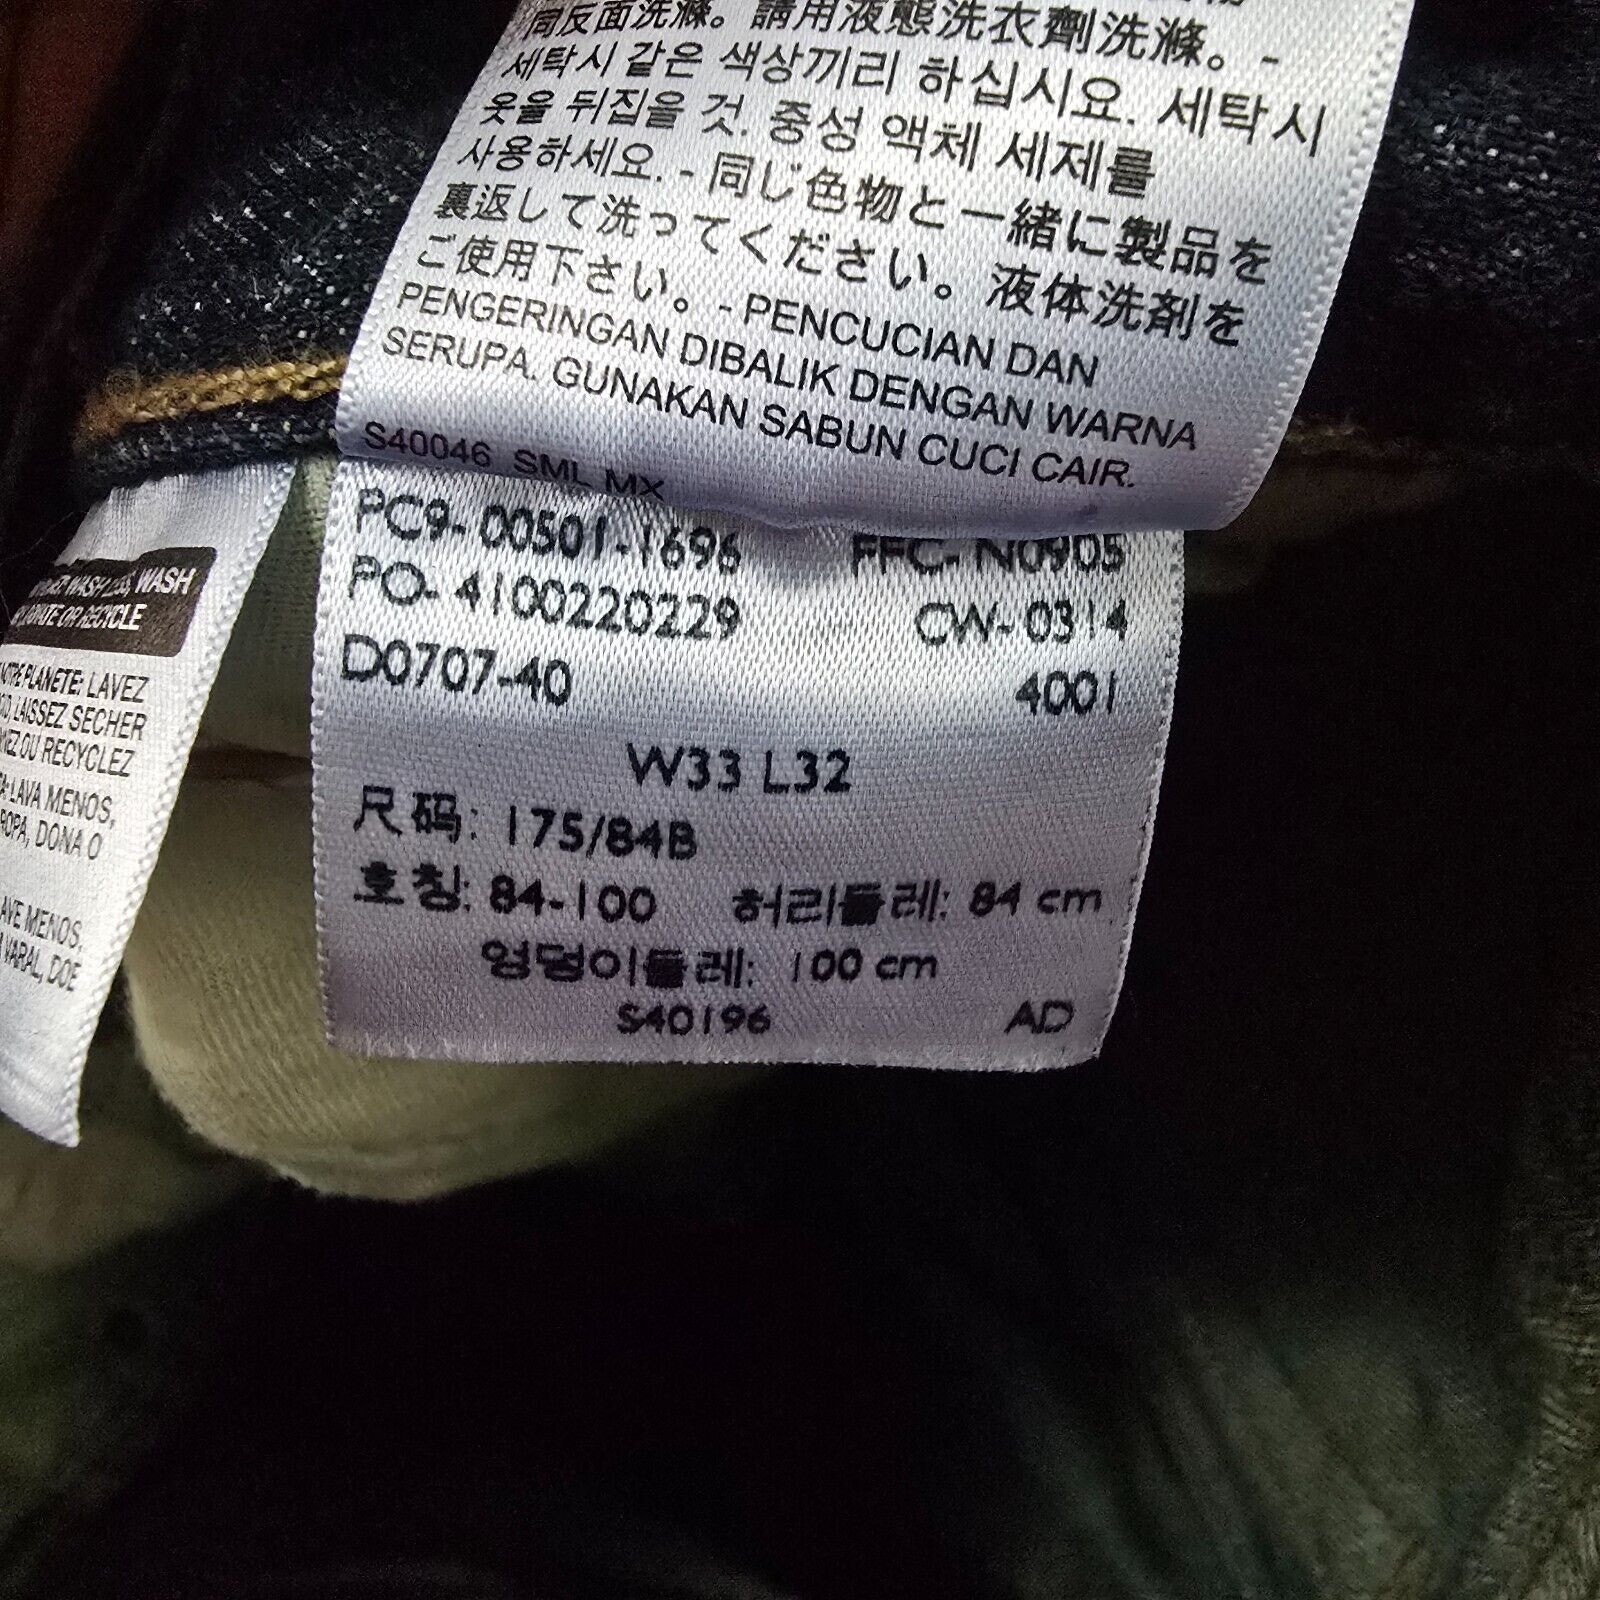 同反面洗滌。請用液態洗衣劑洗滌。-
세탁시 같은 색상끼리 하십시요. 세탁시
옷을 뒤집을 것. 중성 액체 세제를
사용하세요. - 同じ色物と一緒に製品を
裏返して洗ってください。液体洗剤を
ご使用下さい。- PENCUCIAN DAN
PENGERINGAN DIBALIK DENGAN WARNA
SERUPA. GUNAKAN SABUN CUCI CAIR.
S40046 SML MX
PC9- 00501-1696 FFC- N0905
PO- 4100220229 CW- 0314
D0707-40 4001
W33 L32
尺码: 175/84B
호칭: 84-100 허리둘레: 84 cm
엉덩이둘레: 100 cm
S40196 AD
WASH LESS, WASH
OR RECYCLE
NOTRE PLANETE: LAVEZ
LAISSEZ SECHER
OU RECYCLEZ
LAVA MENOS,
DONA O
MENOS,
VARAL, DOE